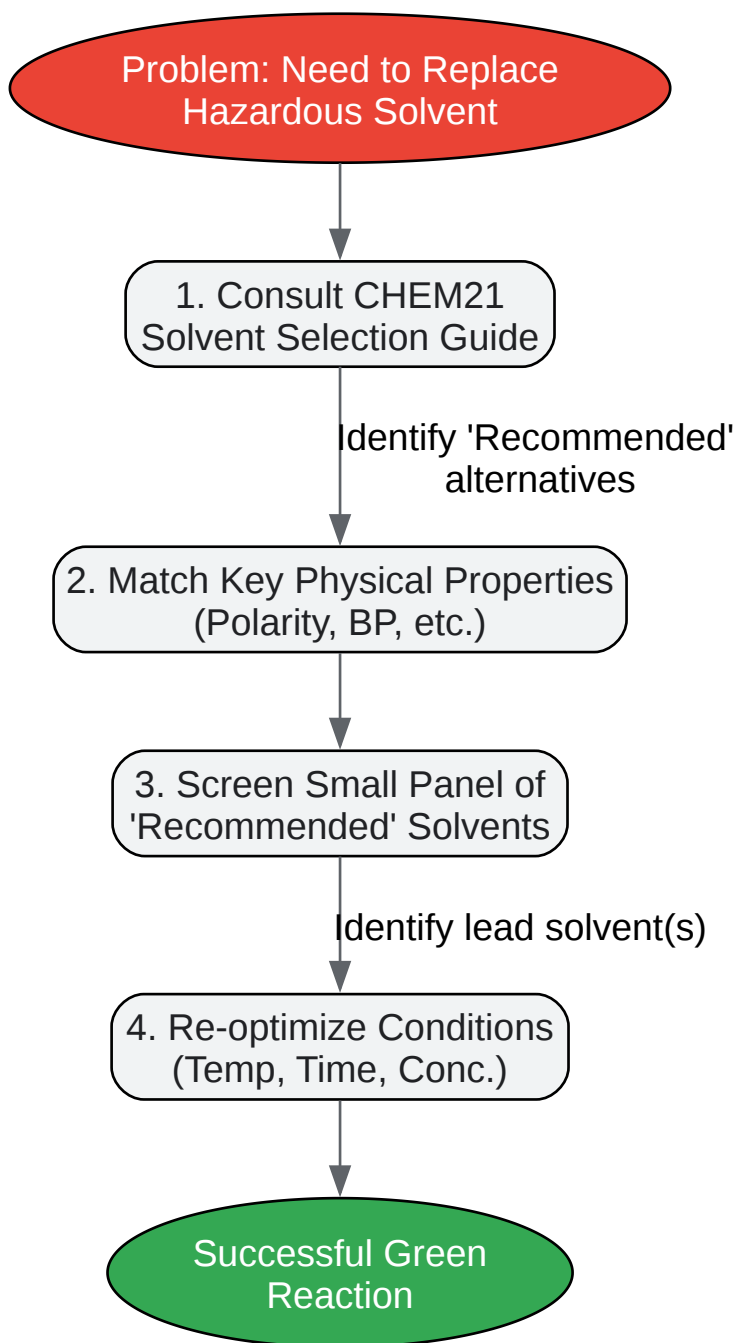 Problem: Need to Replace
Hazardous Solvent
1. Consult CHEM21
Solvent Selection Guide
Identify 'Recommended'
alternatives
2. Match Key Physical Properties
(Polarity, BP, etc.)
3. Screen Small Panel of
'Recommended' Solvents
Identify lead solvent(s)
4. Re-optimize Conditions
(Temp, Time, Conc.)
Successful Green
Reaction